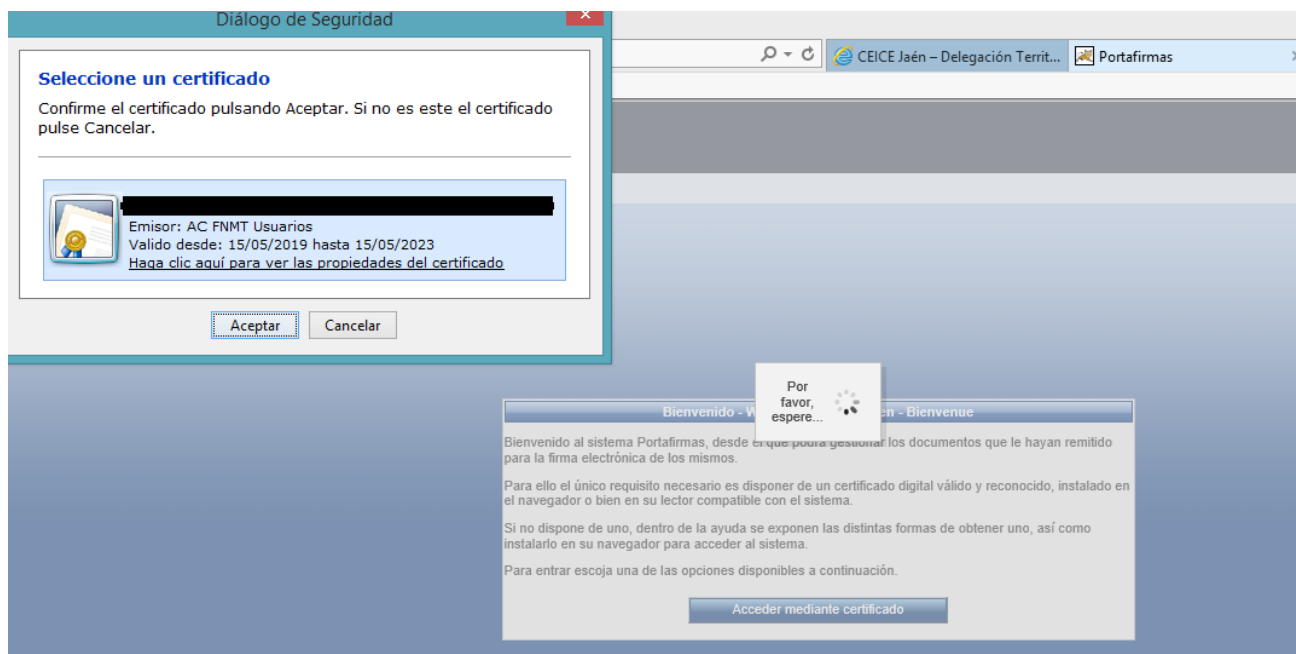 Diálogo de Seguridad
Seleccione un certificado
Confirme el certificado pulsando Aceptar. Si no es este el certificado
pulse Cancelar.
Emisor: AC FNMT Usuarios
Valido desde: 15/05/2019 hasta 15/05/2023
Haga clic aquí para ver las propiedades del certificado
Aceptar
Cancelar
CEICE Jaén – Delegación Territ...
Portafirmas
Por
favor,
espere...
Bienvenido - W
en - Bienvenue
Bienvenido al sistema Portafirmas, desde el que podrá gestionar los documentos que le hayan remitido
para la firma electrónica de los mismos.
Para ello el único requisito necesario es disponer de un certificado digital válido y reconocido, instalado en
el navegador o bien en su lector compatible con el sistema.
Si no dispone de uno, dentro de la ayuda se exponen las distintas formas de obtener uno, así como
instalarlo en su navegador para acceder al sistema.
Para entrar escoja una de las opciones disponibles a continuación.
Acceder mediante certificado